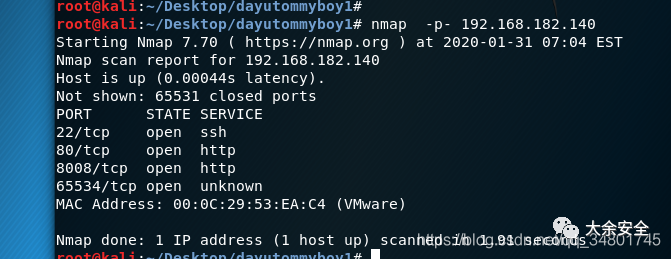 root@kali:~/Desktop/dayutommyboy1#
root@kali:~/Desktop/dayutommyboy1# nmap  -p- 192.168.182.140
Starting Nmap 7.70 ( https://nmap.org ) at 2020-01-31 07:04 EST
Nmap scan report for 192.168.182.140
Host is up (0.00044s latency).
Not shown: 65531 closed ports
PORT      STATE SERVICE
22/tcp    open  ssh
80/tcp    open  http
8008/tcp  open  http
65534/tcp open  unknown
MAC Address: 00:0C:29:53:EA:C4 (VMware)
大余安全
Nmap done: 1 IP address (1 host up) scanned in 1.91 seconds
https://blog.csdn.net/qq_34801745
root@kali:~/Desktop/dayutommyboy1#